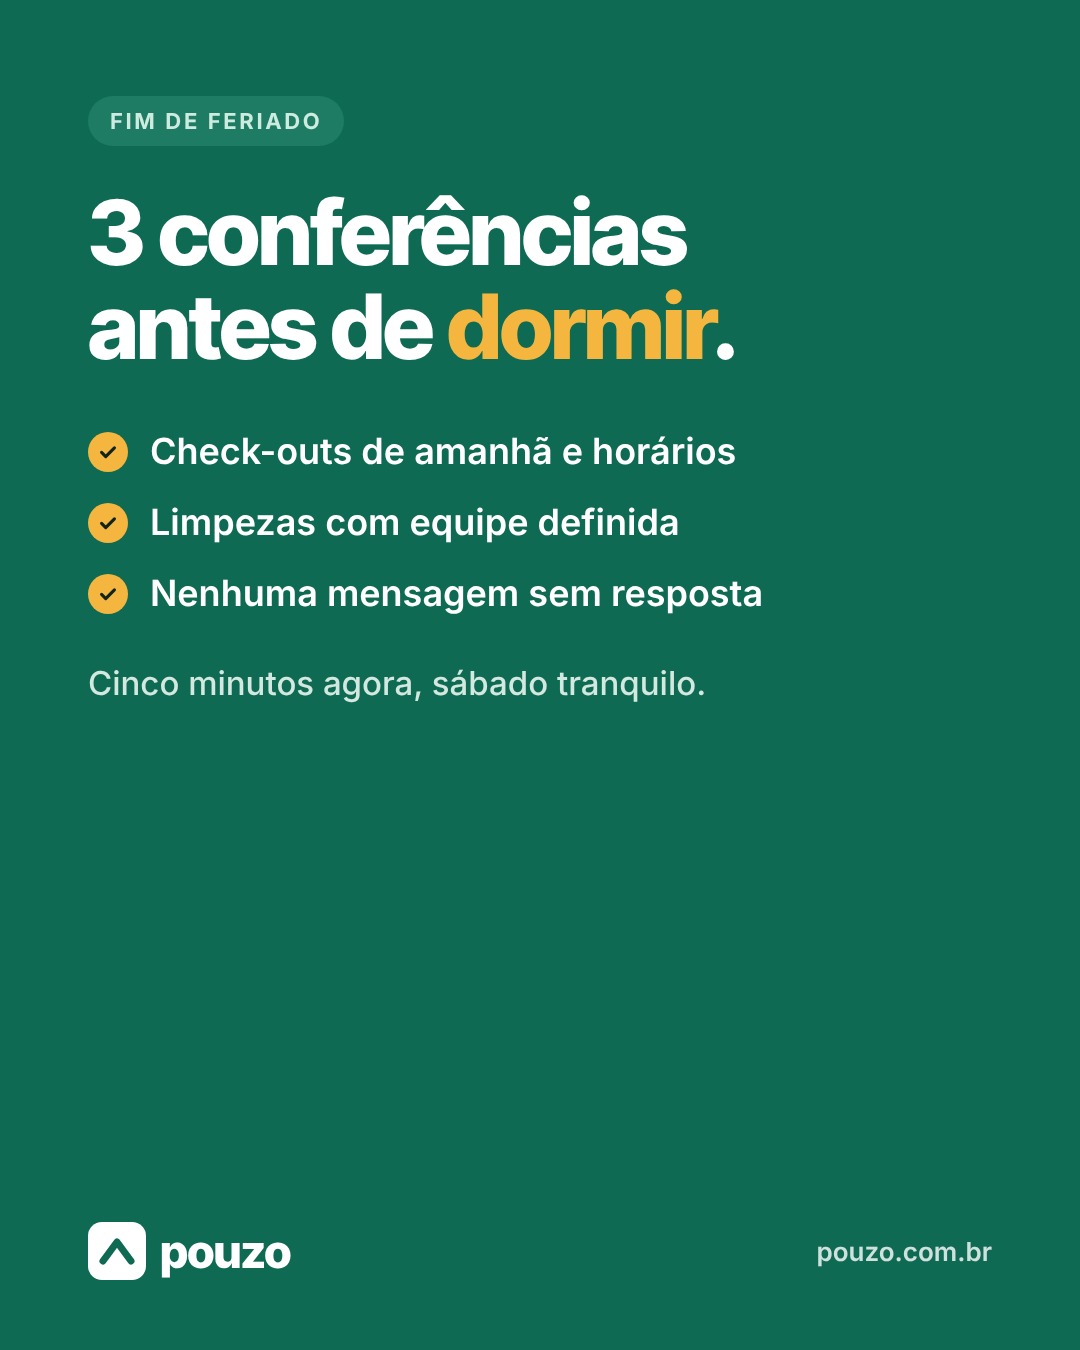 FIM DE FERIADO
3 conferências
antes de dormir.
Check-outs de amanhã e horários
Limpezas com equipe definida
Nenhuma mensagem sem resposta
Cinco minutos agora, sábado tranquilo.
pouzo
pouzo.com.br